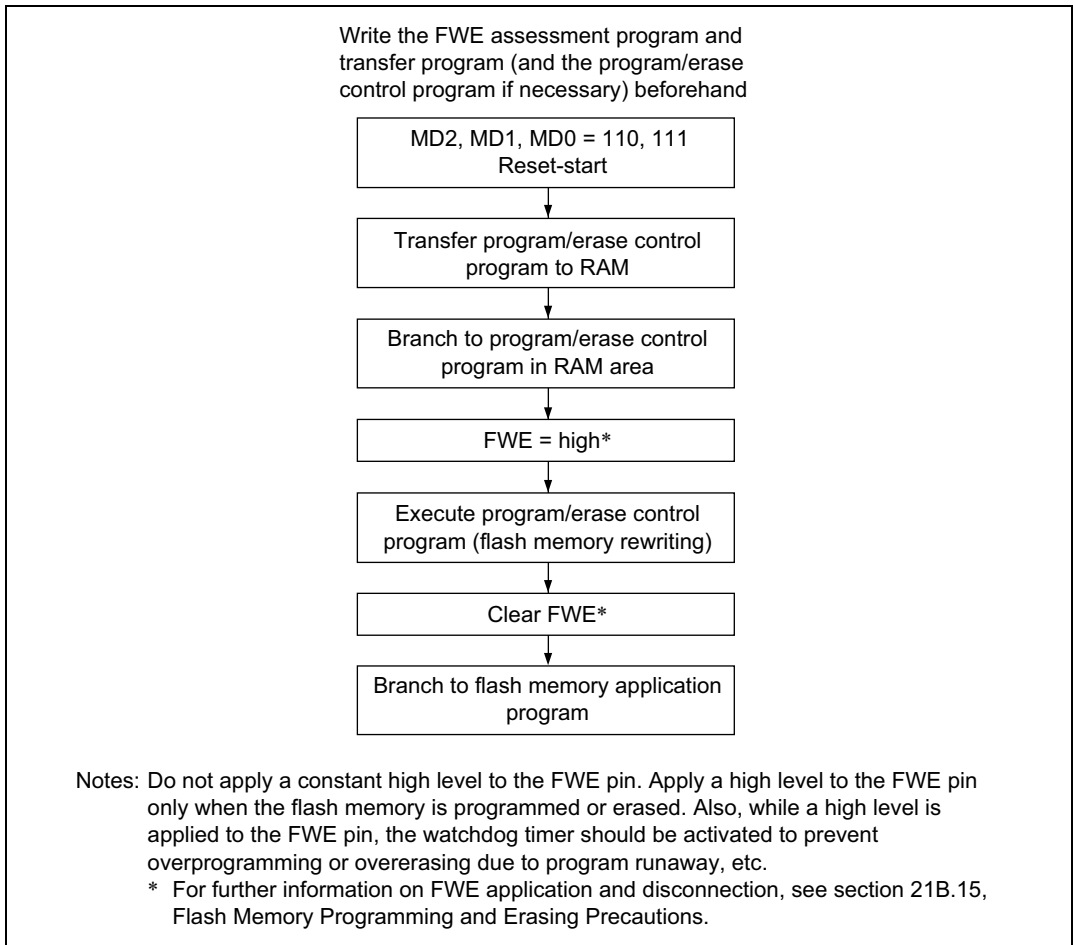 Write the FWE assessment program and
transfer program (and the program/erase
control program if necessary) beforehand
MD2, MD1, MD0 = 110, 111
Reset-start
Transfer program/erase control
program to RAM
Branch to program/erase control
program in RAM area
FWE = high*
Execute program/erase control
program (flash memory rewriting)
Clear FWE*
Branch to flash memory application
program
Notes: Do not apply a constant high level to the FWE pin. Apply a high level to the FWE pin
only when the flash memory is programmed or erased. Also, while a high level is
applied to the FWE pin, the watchdog timer should be activated to prevent
overprogramming or overerasing due to program runaway, etc.
* For further information on FWE application and disconnection, see section 21B.15,
Flash Memory Programming and Erasing Precautions.